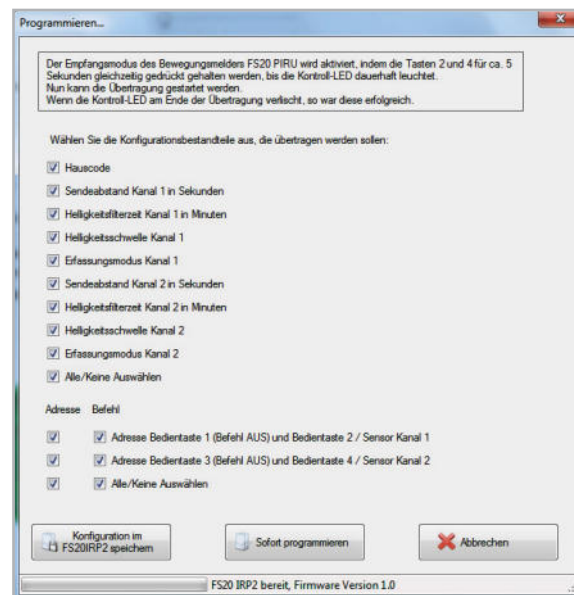 Programmieren...
Der Empfangsmodus des Bewegungsmelders FS20 PIRU wird aktiviert, indem die Tasten 2 und 4 für ca. 5
Sekunden gleichzeitig gedrückt gehalten werden, bis die Kontroll-LED dauerhaft leuchtet.
Nun kann die Übertragung gestartet werden.
Wenn die Kontroll-LED am Ende der Übertragung verlischt, so war diese erfolgreich.
Wählen Sie die Konfigurationsbestandteile aus, die übertragen werden sollen:
Hauscode
Sendeabstand Kanal 1 in Sekunden
Helligkeitsfilterzeit Kanal 1 in Minuten
Helligkeitsschwelle Kanal 1
Erfassungsmodus Kanal 1
Sendeabstand Kanal 2 in Sekunden
Helligkeitsfilterzeit Kanal 2 in Minuten
Helligkeitsschwelle Kanal 2
Erfassungsmodus Kanal 2
Alle/Keine Auswählen
Adresse Befehl
Adresse Bedientaste 1 (Befehl AUS) und Bedientaste 2 / Sensor Kanal 1
Adresse Bedientaste 3 (Befehl AUS) und Bedientaste 4 / Sensor Kanal 2
Alle/Keine Auswählen
Konfiguration im
FS20IRP2 speichern
Sofort programmieren
Abbrechen
FS20 IRP2 bereit, Firmware Version 1.0